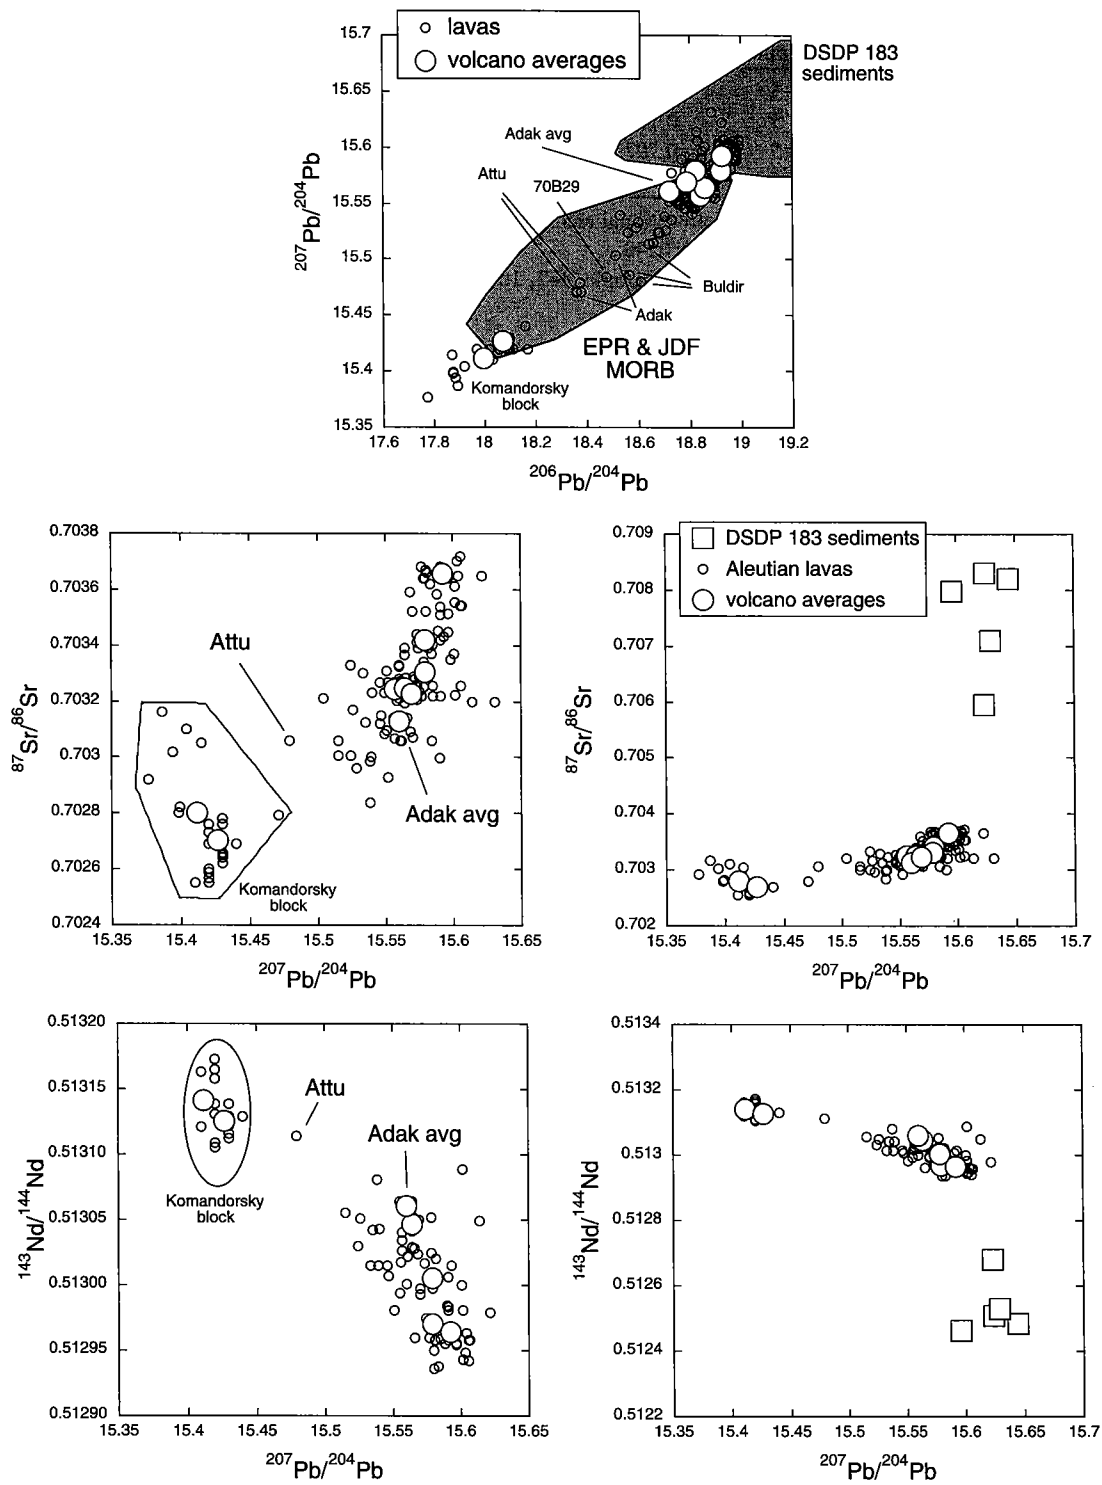 lavas
volcano averages
15.7
15.65
15.6
15.55
15.5
15.45
15.4
15.35
207Pb/204Pb
DSDP 183
sediments
Adak avg
Attu
70B29
Buldir
Adak
EPR & JDF
MORB
Komandorsky
block
17.6 17.8 18 18.2 18.4 18.6 18.8 19 19.2
206Pb/204Pb
0.7038
0.7036
0.7034
0.7032
0.703
0.7028
0.7026
0.7024
87Sr/86Sr
Attu
Adak avg
Komandorsky
block
15.35 15.4 15.45 15.5 15.55 15.6 15.65
207Pb/204Pb
DSDP 183 sediments
Aleutian lavas
volcano averages
0.709
0.708
0.707
0.706
0.705
0.704
0.703
0.702
87Sr/86Sr
15.35 15.4 15.45 15.5 15.55 15.6 15.65 15.7
207Pb/204Pb
0.51320
0.51315
0.51310
0.51305
0.51300
0.51295
0.51290
143Nd/144Nd
Attu
Adak avg
Komandorsky
block
15.35 15.4 15.45 15.5 15.55 15.6 15.65
207Pb/204Pb
0.5134
0.5132
0.513
0.5128
0.5126
0.5124
0.5122
143Nd/144Nd
15.35 15.4 15.45 15.5 15.55 15.6 15.65 15.7
207Pb/204Pb